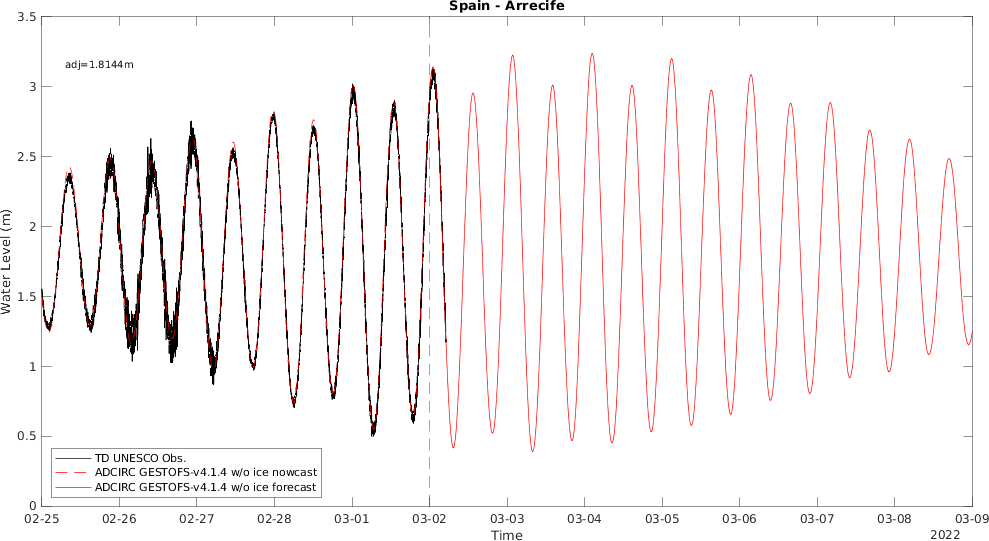 Spain - Arrecife
3.5
adj=1.8144m
3
2.5
2
1.5
1
0.5
0
Water Level (m)
TD UNESCO Obs.
ADCIRC GESTOFS-v4.1.4 w/o ice nowcast
ADCIRC GESTOFS-v4.1.4 w/o ice forecast
02-25 02-26 02-27 02-28 03-01 03-02 03-03 03-04 03-05 03-06 03-07 03-08 03-09
Time
2022